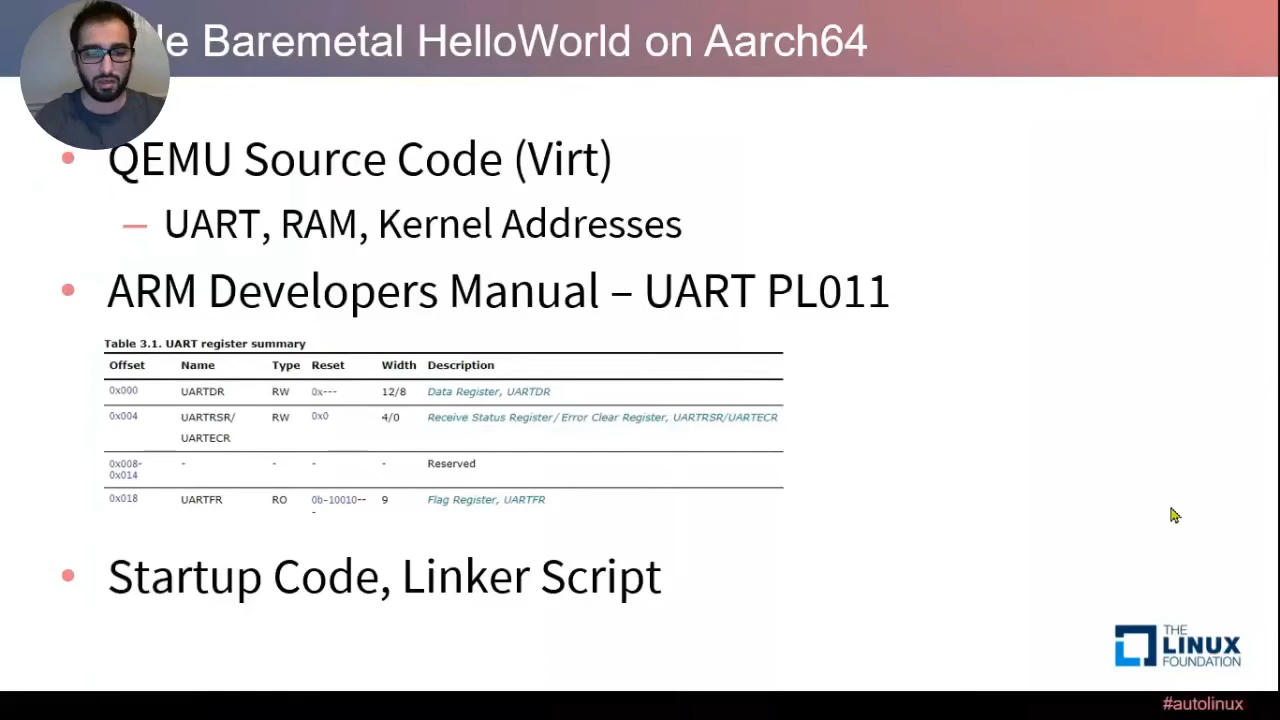 le Baremetal HelloWorld on Aarch64
• QEMU Source Code (Virt)
– UART, RAM, Kernel Addresses
• ARM Developers Manual – UART PL011
Table 3.1. UART register summary
Offset Name Type Reset Width Description
0x000 UARTDR RW 0x--- 12/8 Data Register, UARTDR
0x004 UARTRSR/ RW 0x0 4/0 Receive Status Register/Error Clear Register, UARTRSR/UARTECR
UARTECR
0x008- - - - - Reserved
0x014
0x018 UARTFR RO 0b-10010-- 9 Flag Register, UARTFR
-
• Startup Code, Linker Script
THE
LINUX
FOUNDATION
#autolinux